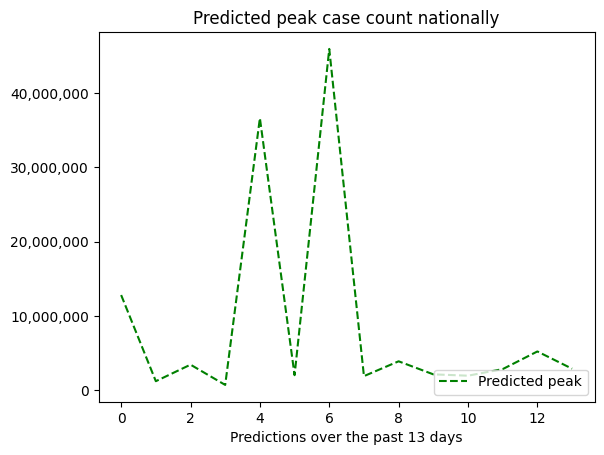 Predicted peak case count nationally
40,000,000
30,000,000
20,000,000
10,000,000
0
Predicted peak
0 2 4 6 8 10 12
Predictions over the past 13 days